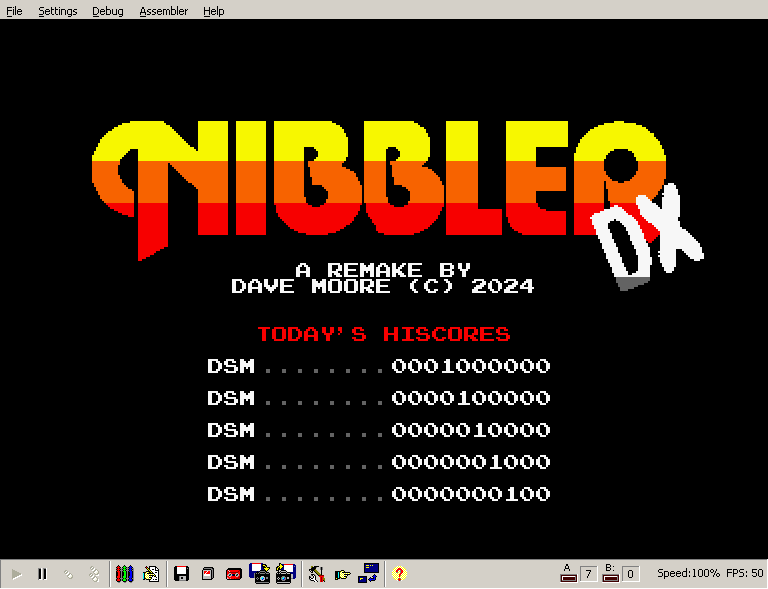 File Settings Debug Assembler Help
NIBBLER
DX
A REMAKE BY
DAVE MOORE (C) 2024
TODAY'S HISCORES
DSM ........ 0001000000
DSM ........ 0000100000
DSM ........ 0000010000
DSM ........ 0000001000
DSM ........ 0000000100
A 7 B: 0 Speed:100% FPS: 50